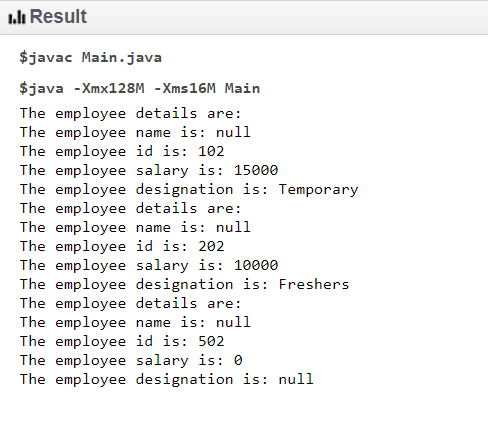 Result
$javac Main.java
$java -Xmx128M -Xms16M Main
The employee details are:
The employee name is: null
The employee id is: 102
The employee salary is: 15000
The employee designation is: Temporary
The employee details are:
The employee name is: null
The employee id is: 202
The employee salary is: 10000
The employee designation is: Freshers
The employee details are:
The employee name is: null
The employee id is: 502
The employee salary is: 0
The employee designation is: null